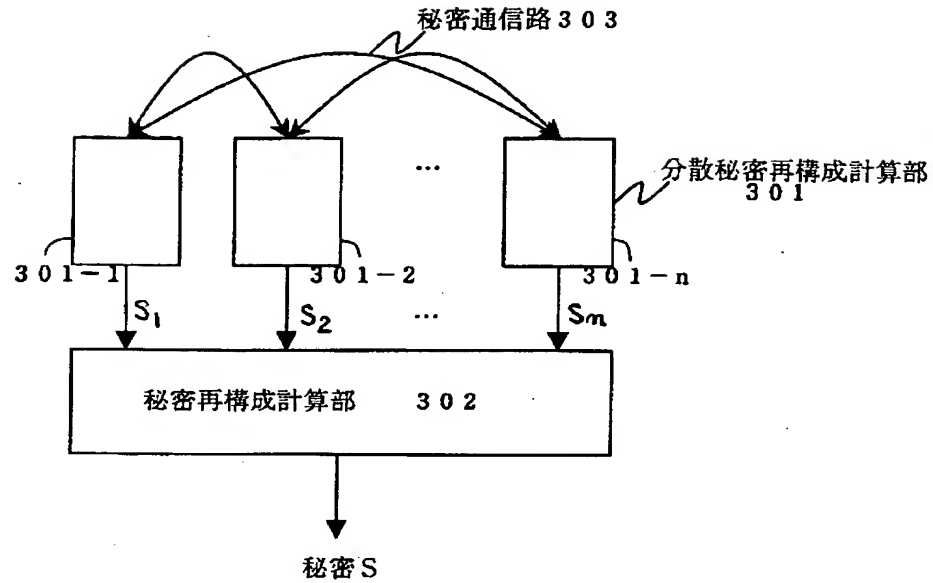 秘密通信路３０３
…
分散秘密再構成計算部
３０１
３０１－１
３０１－２
３０１－n
S1
S2
…
Sn
秘密再構成計算部　３０２
秘密S